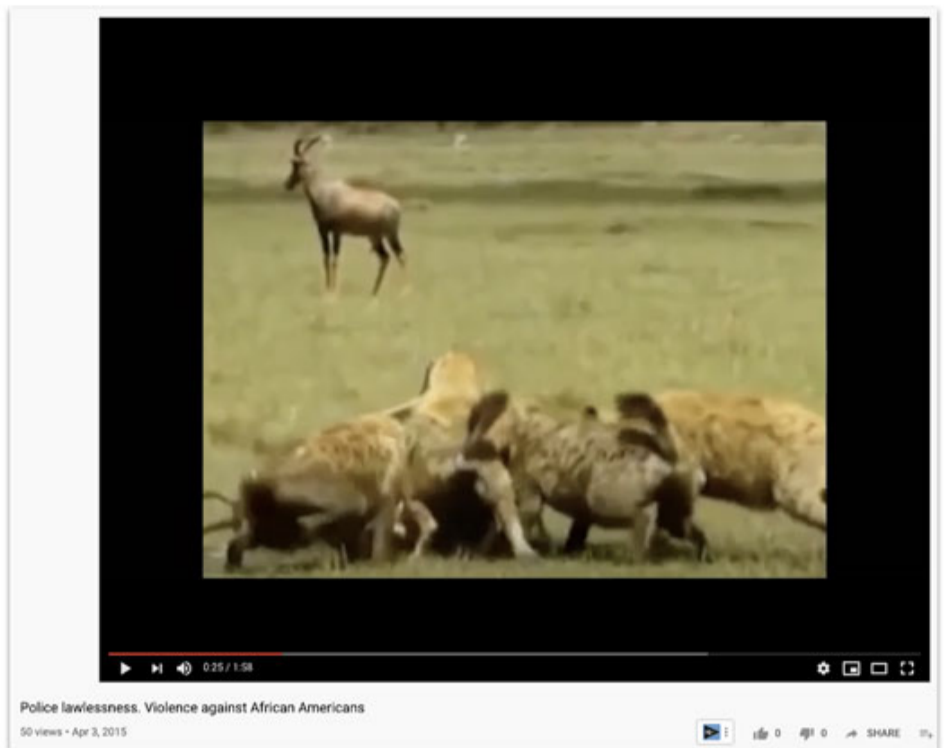 0:25 / 1:58
Police lawlessness. Violence against African Americans
50 views • Apr 3, 2015
0
0
SHARE